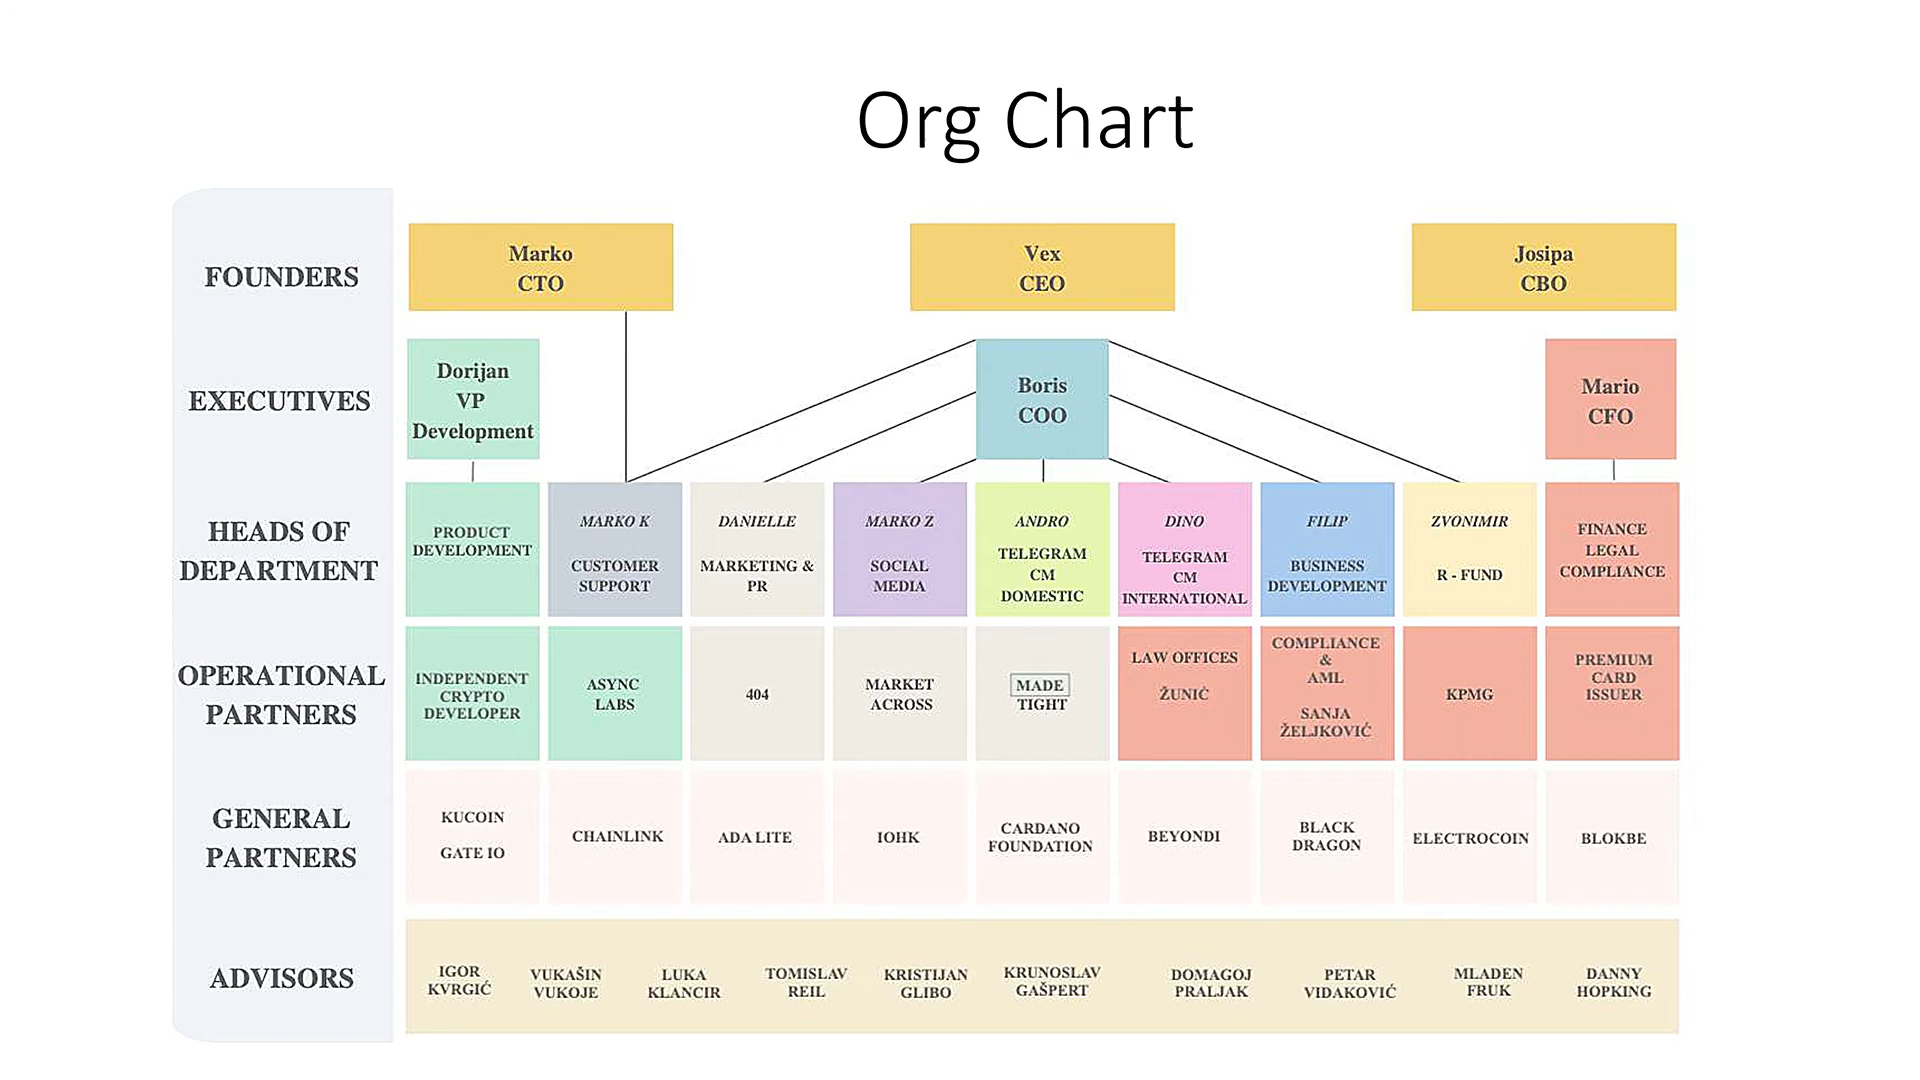 Org Chart
FOUNDERS
Marko
CTO
Vex
CEO
Josipa
CBO
EXECUTIVES
Dorijan
VP
Development
Boris
COO
Mario
CFO
HEADS OF
DEPARTMENT
PRODUCT
DEVELOPMENT
MARKO K
CUSTOMER
SUPPORT
DANIELLE
MARKETING &
PR
MARKO Z
SOCIAL
MEDIA
ANDRO
TELEGRAM
CM
DOMESTIC
DINO
TELEGRAM
CM
INTERNATIONAL
FILIP
BUSINESS
DEVELOPMENT
ZVONIMIR
R - FUND
FINANCE
LEGAL
COMPLIANCE
OPERATIONAL
PARTNERS
INDEPENDENT
CRYPTO
DEVELOPER
ASYNC
LABS
404
MARKET
ACROSS
MADE
TIGHT
LAW OFFICES
ŽUNIĆ
COMPLIANCE
&
AML
SANJA
ŽELJKOVIĆ
KPMG
PREMIUM
CARD
ISSUER
GENERAL
PARTNERS
KUCOIN
GATE IO
CHAINLINK
ADA LITE
IOHK
CARDANO
FOUNDATION
BEYONDI
BLACK
DRAGON
ELECTROCOIN
BLOKBE
ADVISORS
IGOR
KVRGIĆ
VUKAŠIN
VUKOJE
LUKA
KLANCIR
TOMISLAV
REIL
KRISTIJAN
GLIBO
KRUNOSLAV
GAŠPERT
DOMAGOJ
PRALJAK
PETAR
VIDAKOVIĆ
MLADEN
FRUK
DANNY
HOPKING